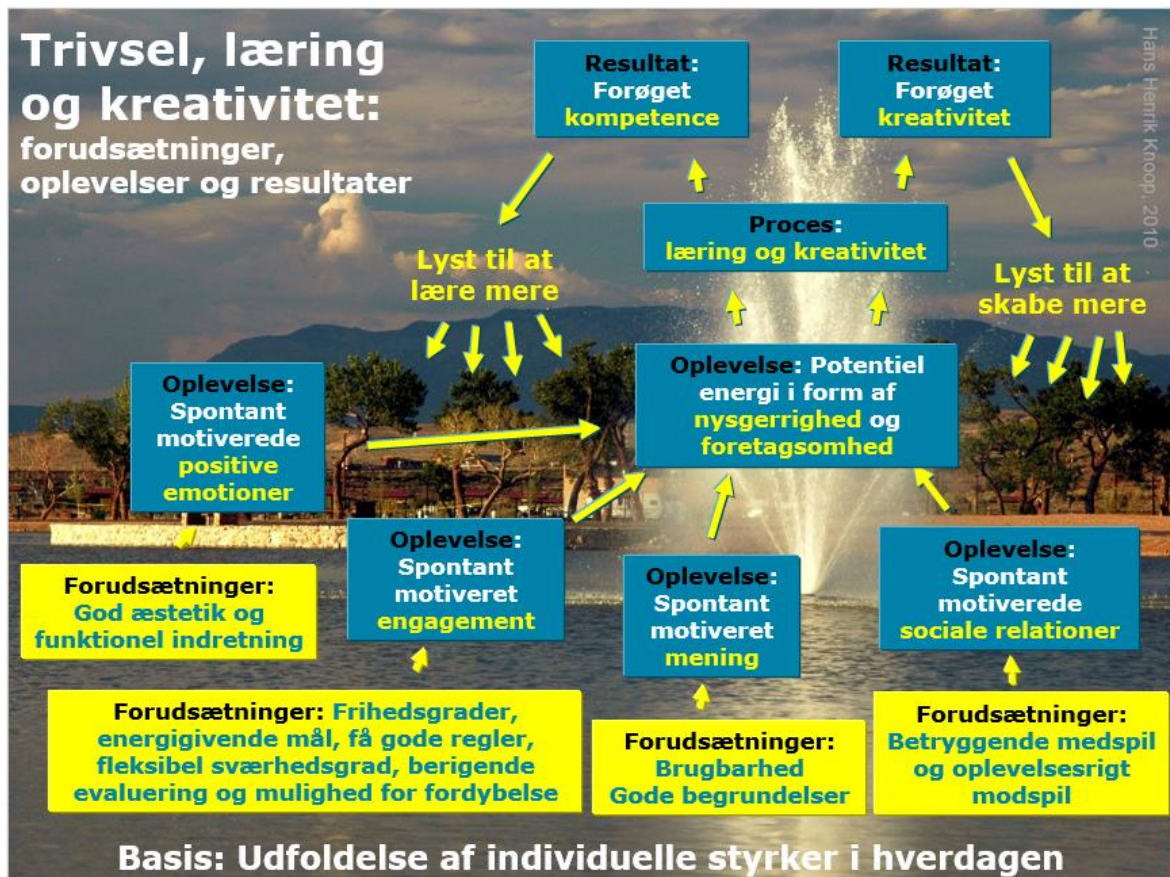 Trivsel, læring
og kreativitet:
forudsætninger,
oplevelser og resultater
Resultat:
Forøget
kompetence
Resultat:
Forøget
kreativitet
Hans Henrik Knoop, 2010 .
Proces:
læring og kreativitet
Lyst til at
lære mere
Lyst til at
skabe mere
Oplevelse:
Spontant
motiverede
positive
emotioner
Oplevelse: Potentiel
energi i form af
nysgerrighed og
foretagsomhed
Oplevelse:
Spontant
motiveret
engagement
Oplevelse:
Spontant
motiveret
mening
Oplevelse:
Spontant
motiverede
sociale relationer
Forudsætninger:
God æstetik og
funktionel indretning
Forudsætninger: Frihedsgrader,
energigivende mål, få gode regler,
fleksibel sværhedsgrad, berigende
evaluering og mulighed for fordybelse
Forudsætninger:
Brugbarhed
Gode begrundelser
Forudsætninger:
Betryggende medspil
og oplevelsesrigt
modspil
Basis: Udfoldelse af individuelle styrker i hverdagen